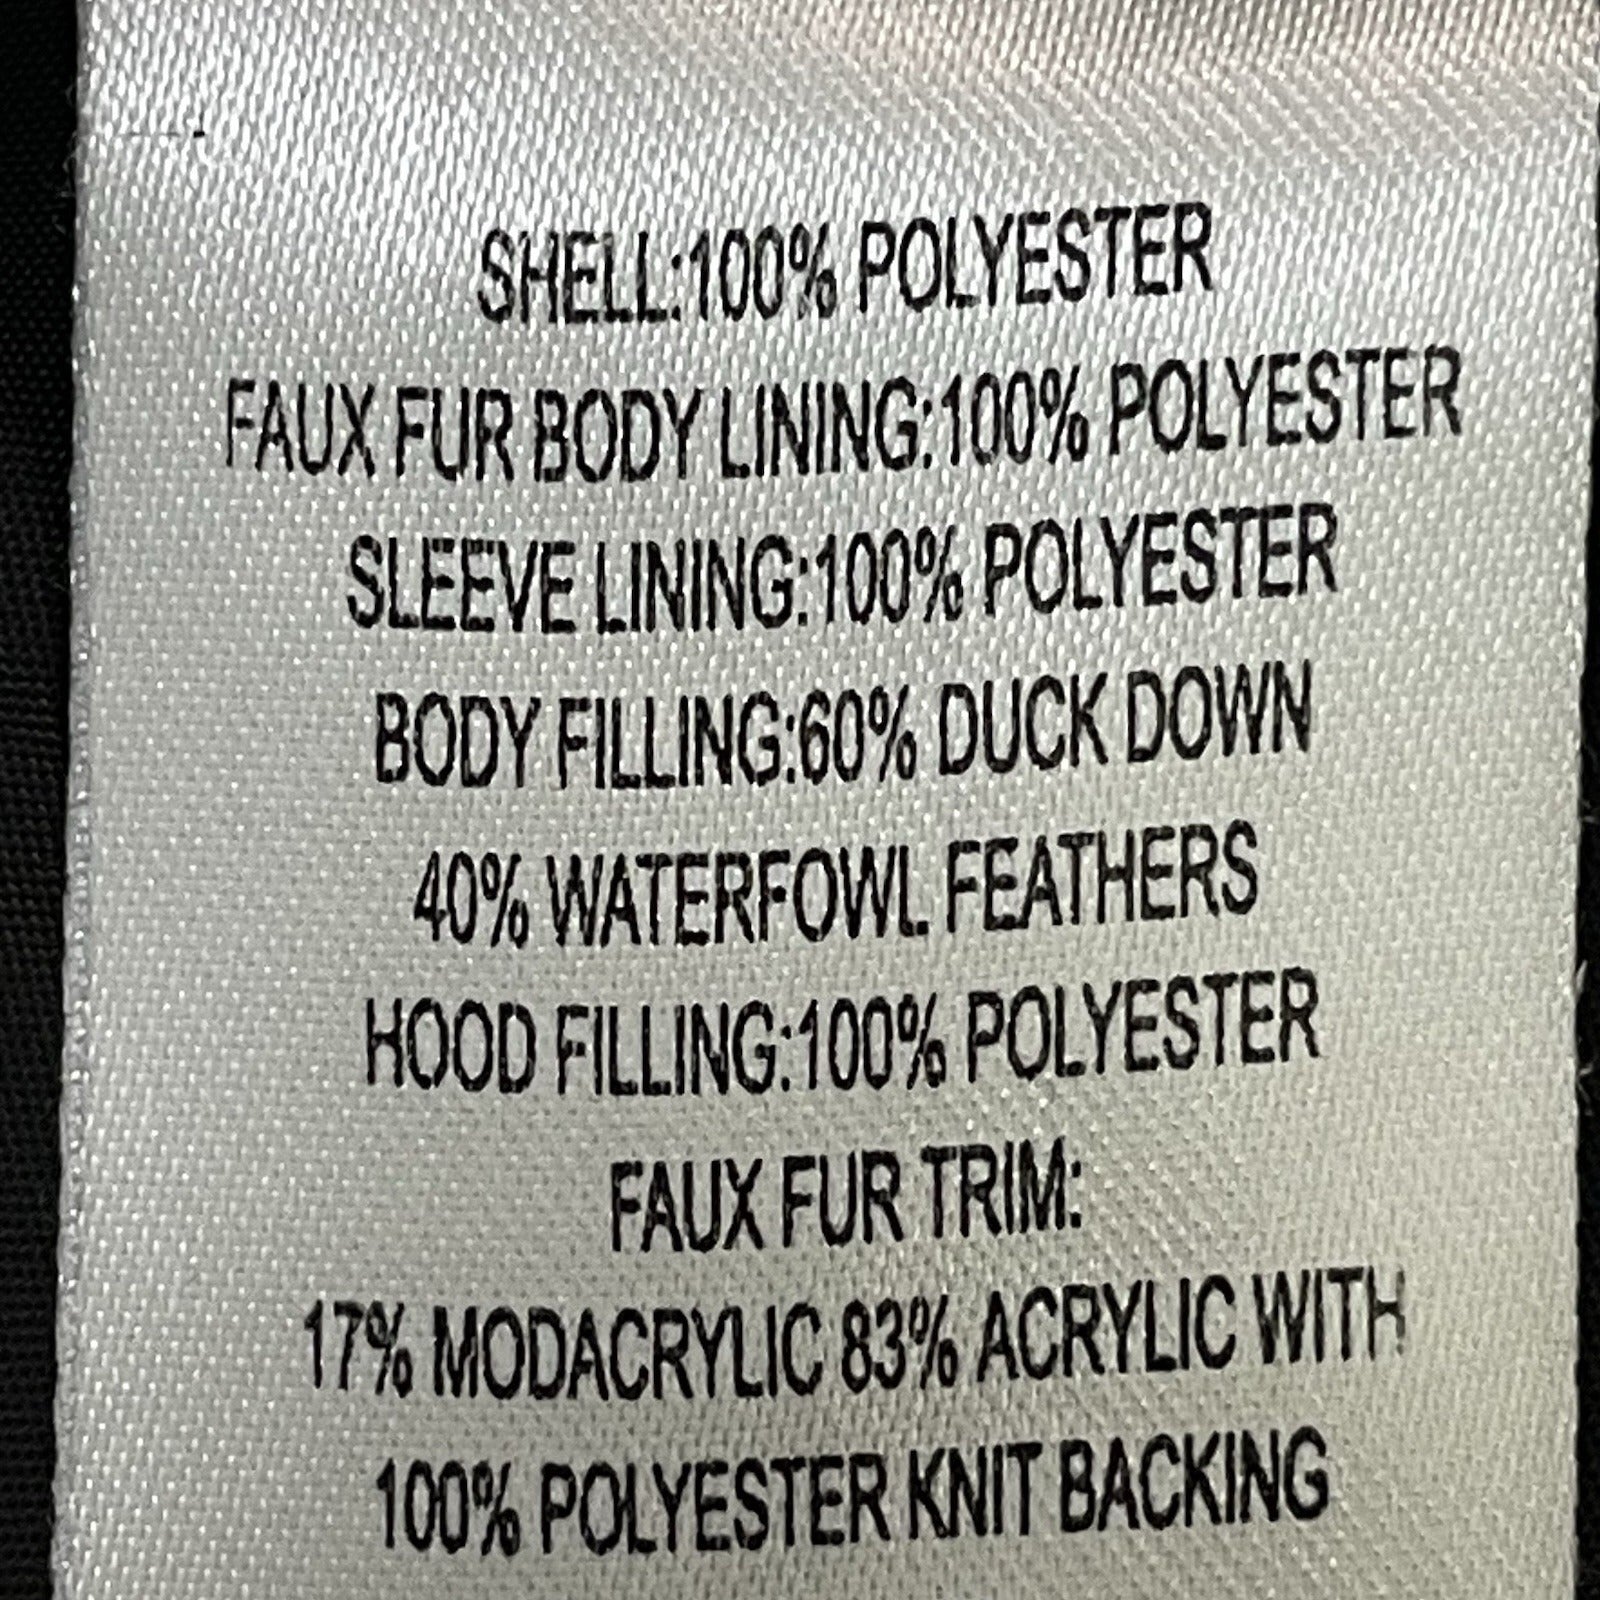 SHELL:100% POLYESTER
FAUX FUR BODY LINING:100% POLYESTER
SLEEVE LINING:100% POLYESTER
BODY FILLING:60% DUCK DOWN
40% WATERFOWL FEATHERS
HOOD FILLING:100% POLYESTER
FAUX FUR TRIM:
17% MODACRYLIC 83% ACRYLIC WITH
100% POLYESTER KNIT BACKING